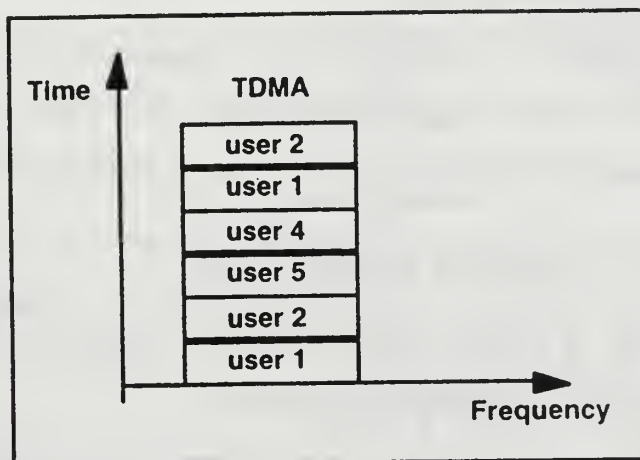 Time
TDMA
user 2
user 1
user 4
user 5
user 2
user 1
Frequency